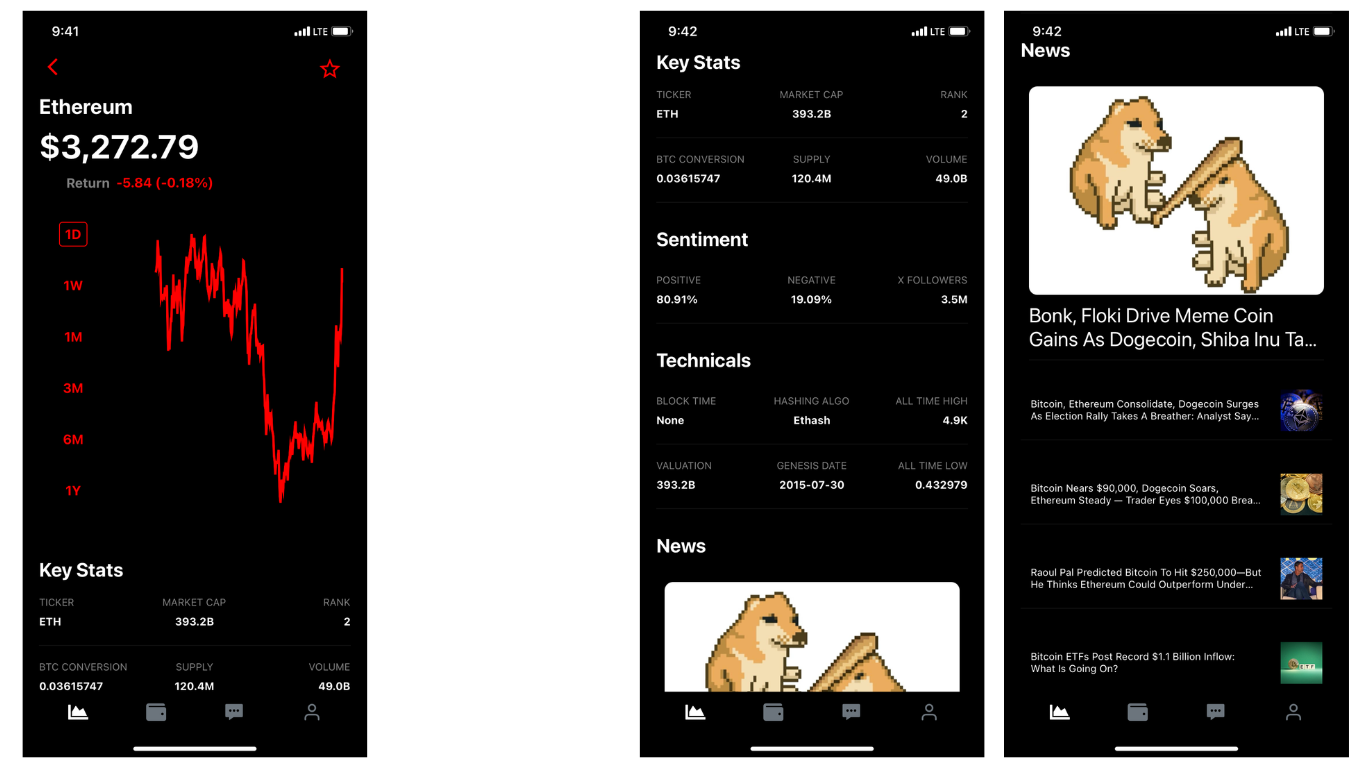 9:41
LTE
Ethereum
$3,272.79
Return -5.84 (-0.18%)
1D
1W
1M
3M
6M
1Y
Key Stats
TICKER MARKET CAP RANK
ETH 393.2B 2
BTC CONVERSION SUPPLY VOLUME
0.03615747 120.4M 49.0B
9:42
LTE
Key Stats
TICKER MARKET CAP RANK
ETH 393.2B 2
BTC CONVERSION SUPPLY VOLUME
0.03615747 120.4M 49.0B
Sentiment
POSITIVE NEGATIVE X FOLLOWERS
80.91% 19.09% 3.5M
Technicals
BLOCK TIME HASHING ALGO ALL TIME HIGH
None Ethash 4.9K
VALUATION GENESIS DATE ALL TIME LOW
393.2B 2015-07-30 0.432979
News
9:42
LTE
News
Bonk, Floki Drive Meme Coin
Gains As Dogecoin, Shiba Inu Ta...
Bitcoin, Ethereum Consolidate, Dogecoin Surges
As Election Rally Takes A Breather: Analyst Say...
Bitcoin Nears $90,000, Dogecoin Soars,
Ethereum Steady — Trader Eyes $100,000 Brea...
Raoul Pal Predicted Bitcoin To Hit $250,000—But
He Thinks Ethereum Could Outperform Under...
Bitcoin ETFs Post Record $1.1 Billion Inflow:
What Is Going On?
ETF